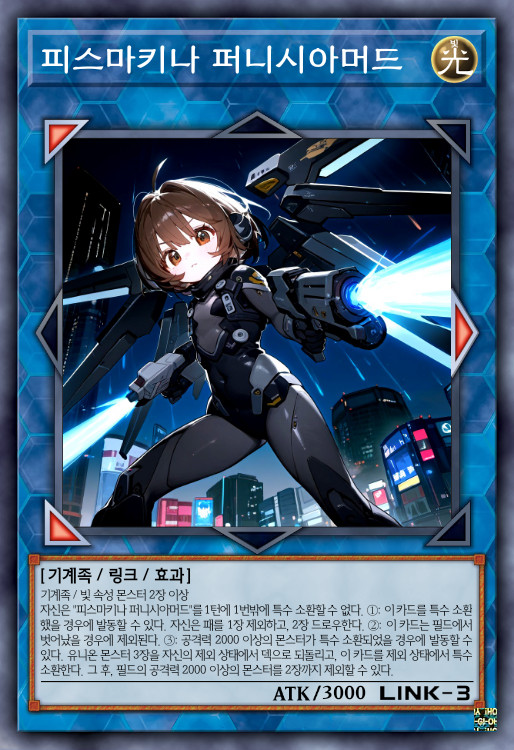 피스마키나 퍼니시아머드
빛
光
[기계족 / 링크 / 효과]
기계족 / 빛 속성 몬스터 2장 이상
자신은 "피스마키나 퍼니시아머드"를 1턴에 1번밖에 특수 소환할 수 없다. ①: 이 카드를 특수 소환
했을 경우에 발동할 수 있다. 자신은 패를 1장 제외하고, 2장 드로우한다. ②: 이 카드는 필드에서
벗어났을 경우에 제외된다. ③: 공격력 2000 이상의 몬스터가 특수 소환되었을 경우에 발동할 수
있다. 유니온 몬스터 3장을 자신의 제외 상태에서 덱으로 되돌리고, 이 카드를 제외 상태에서 특수
소환한다. 그 후, 필드의 공격력 2000 이상의 몬스터를 2장까지 제외할 수 있다.
ATK/3000 LINK-3